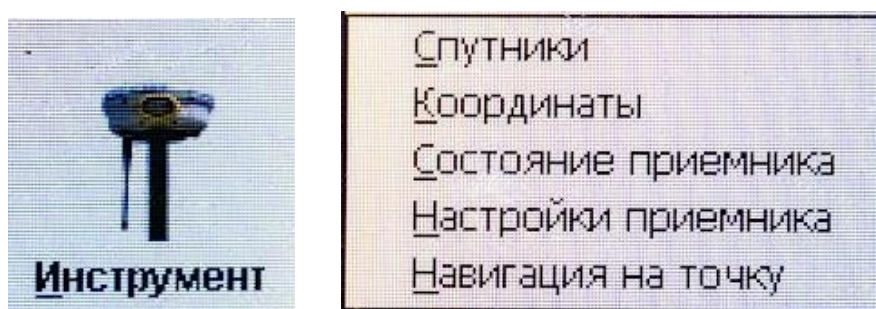 Инструмент
Спутники
Координаты
Состояние приемника
Настройки приемника
Навигация на точку